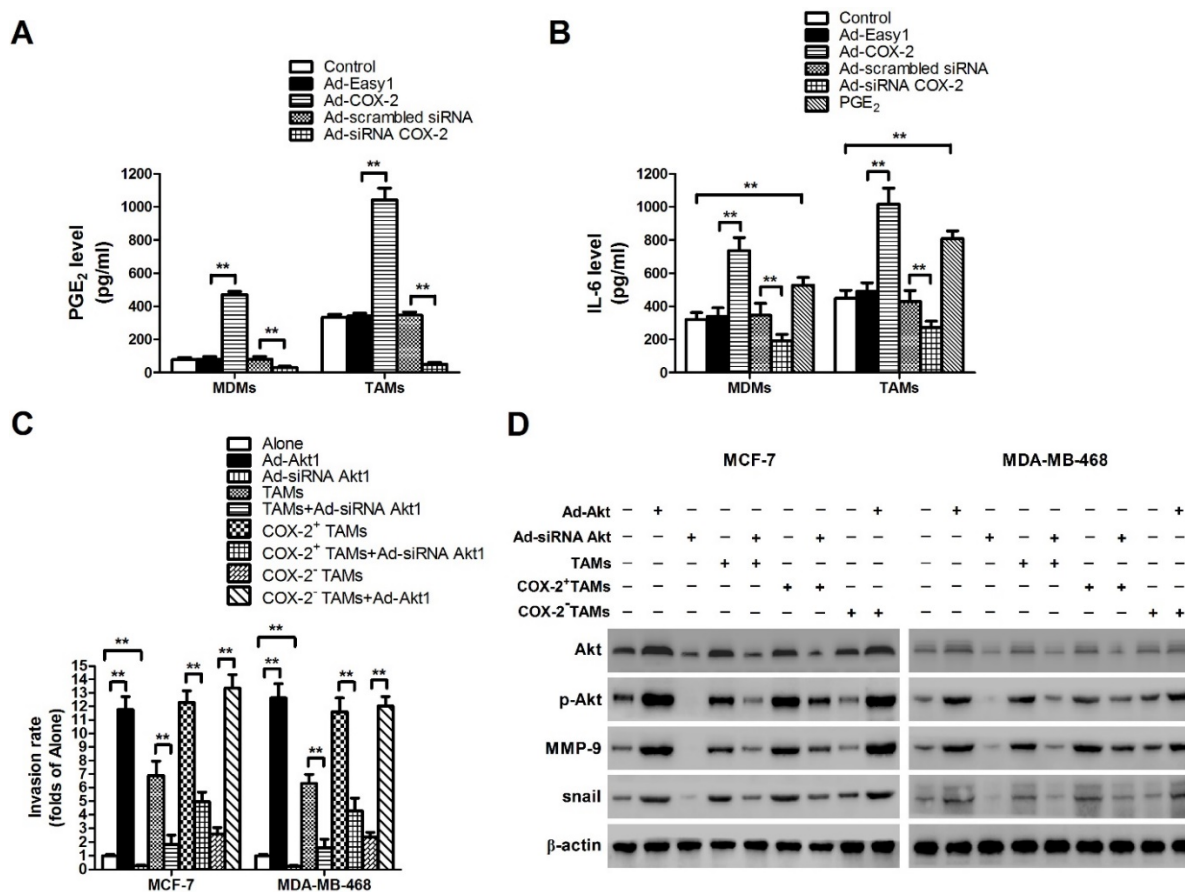 A
Control
Ad-Easy1
Ad-COX-2
Ad-scrambled siRNA
Ad-siRNA COX-2
PGE₂ level
(pg/ml)
1200
1000
800
600
400
200
0
** ** ** **
MDMs TAMs
B
Control
Ad-Easy1
Ad-COX-2
Ad-scrambled siRNA
Ad-siRNA COX-2
PGE₂
IL-6 level
(pg/ml)
1200
1000
800
600
400
200
0
** ** ** ** ** **
MDMs TAMs
C
Alone
Ad-Akt1
Ad-siRNA Akt1
TAMs
TAMs+Ad-siRNA Akt1
COX-2⁺ TAMs
COX-2⁺ TAMs+Ad-siRNA Akt1
COX-2⁻ TAMs
COX-2⁻ TAMs+Ad-Akt1
Invasion rate
(folds of Alone)
15
14
13
12
11
10
9
8
7
6
5
4
3
2
1
0
** ** ** ** ** ** ** ** ** **
MCF-7 MDA-MB-468
D
MCF-7 MDA-MB-468
Ad-Akt – + – – – – – – + – + – – – – – – +
Ad-siRNA Akt – – + – + – + – – – – + – + – + – –
TAMs – – – + + – – – – – – – + + – – – –
COX-2⁺TAMs – – – – – + + – – – – – – – + + – –
COX-2⁻TAMs – – – – – – – + + – – – – – – – + +
Akt
p-Akt
MMP-9
snail
β-actin